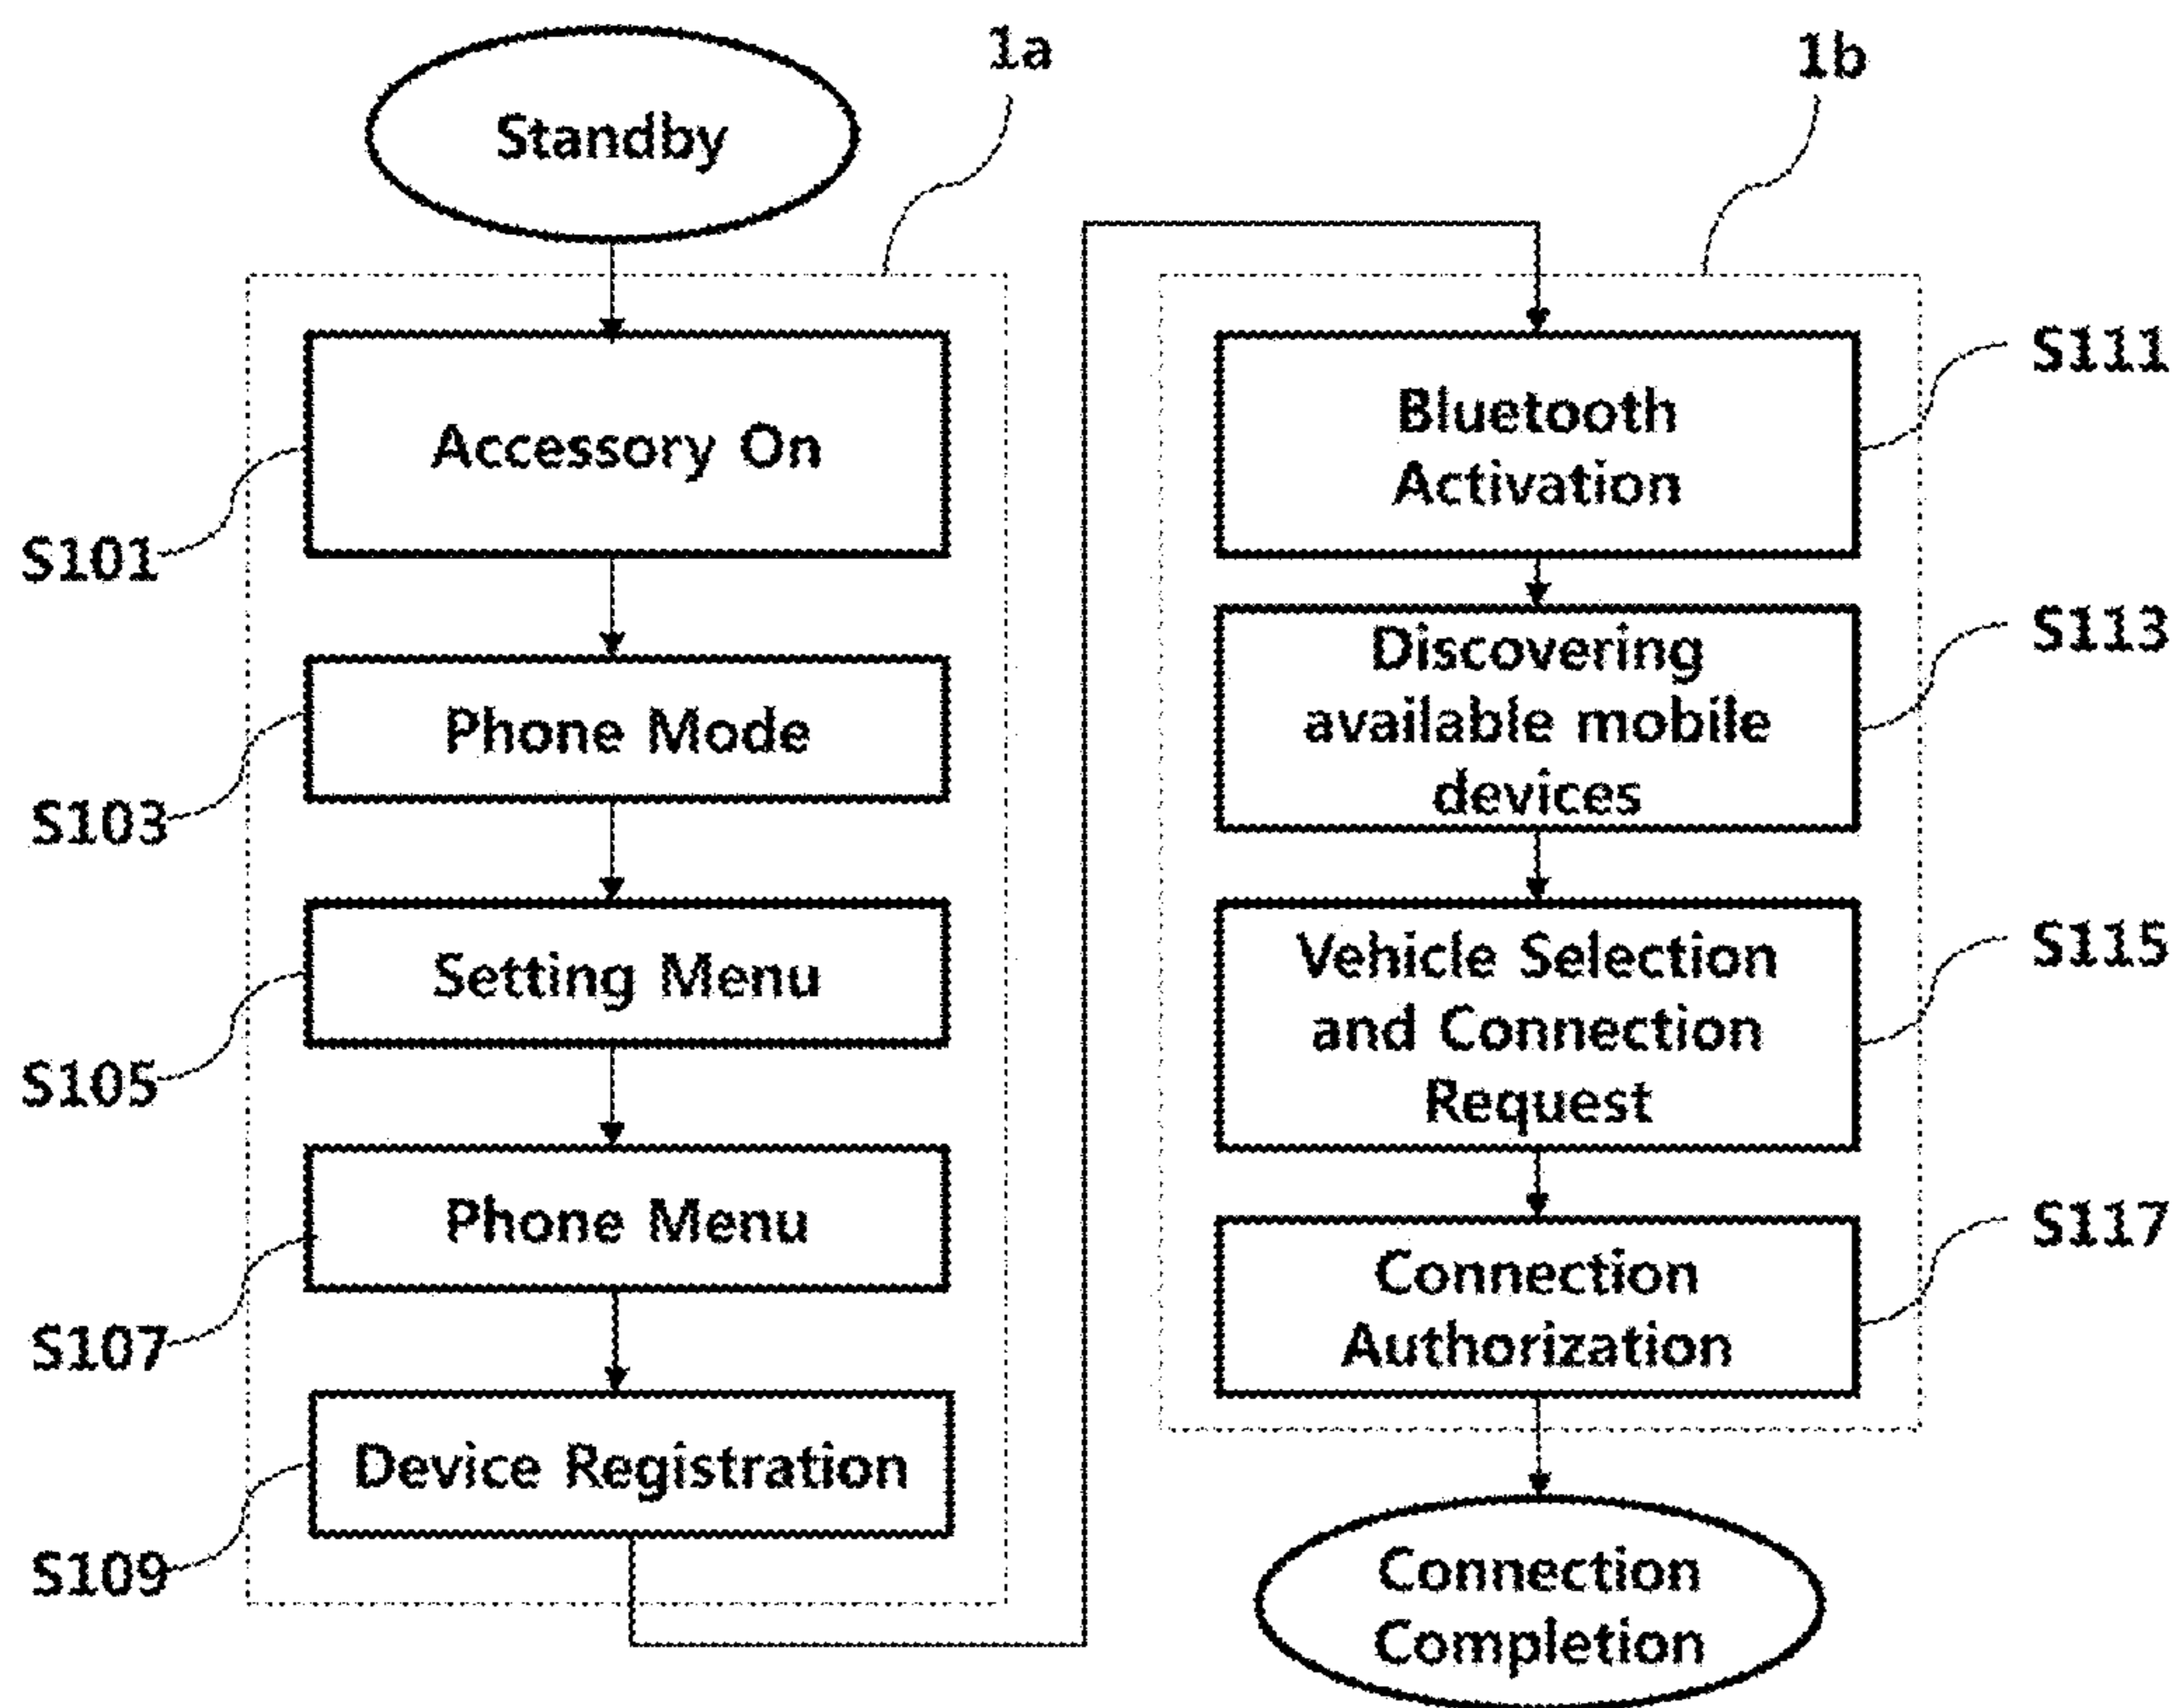 1a
1b
Standby
Accessory On
S101
Phone Mode
S103
Setting Menu
S105
Phone Menu
S107
Device Registration
S109
Bluetooth
Activation
S111
Discovering
available mobile
devices
S113
Vehicle Selection
and Connection
Request
S115
Connection
Authorization
S117
Connection
Completion